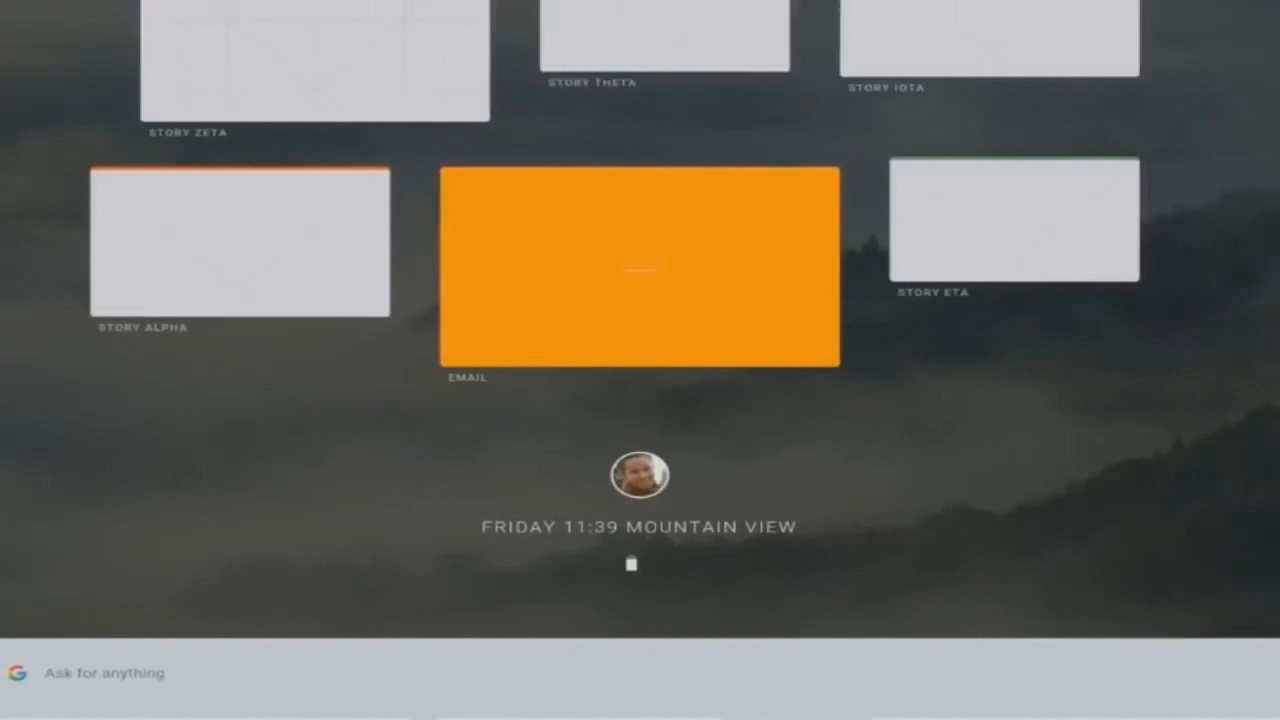 STORY THETA
STORY IOTA
STORY ZETA
STORY ETA
STORY ALPHA
EMAIL
FRIDAY 11:39 MOUNTAIN VIEW
G Ask for anything